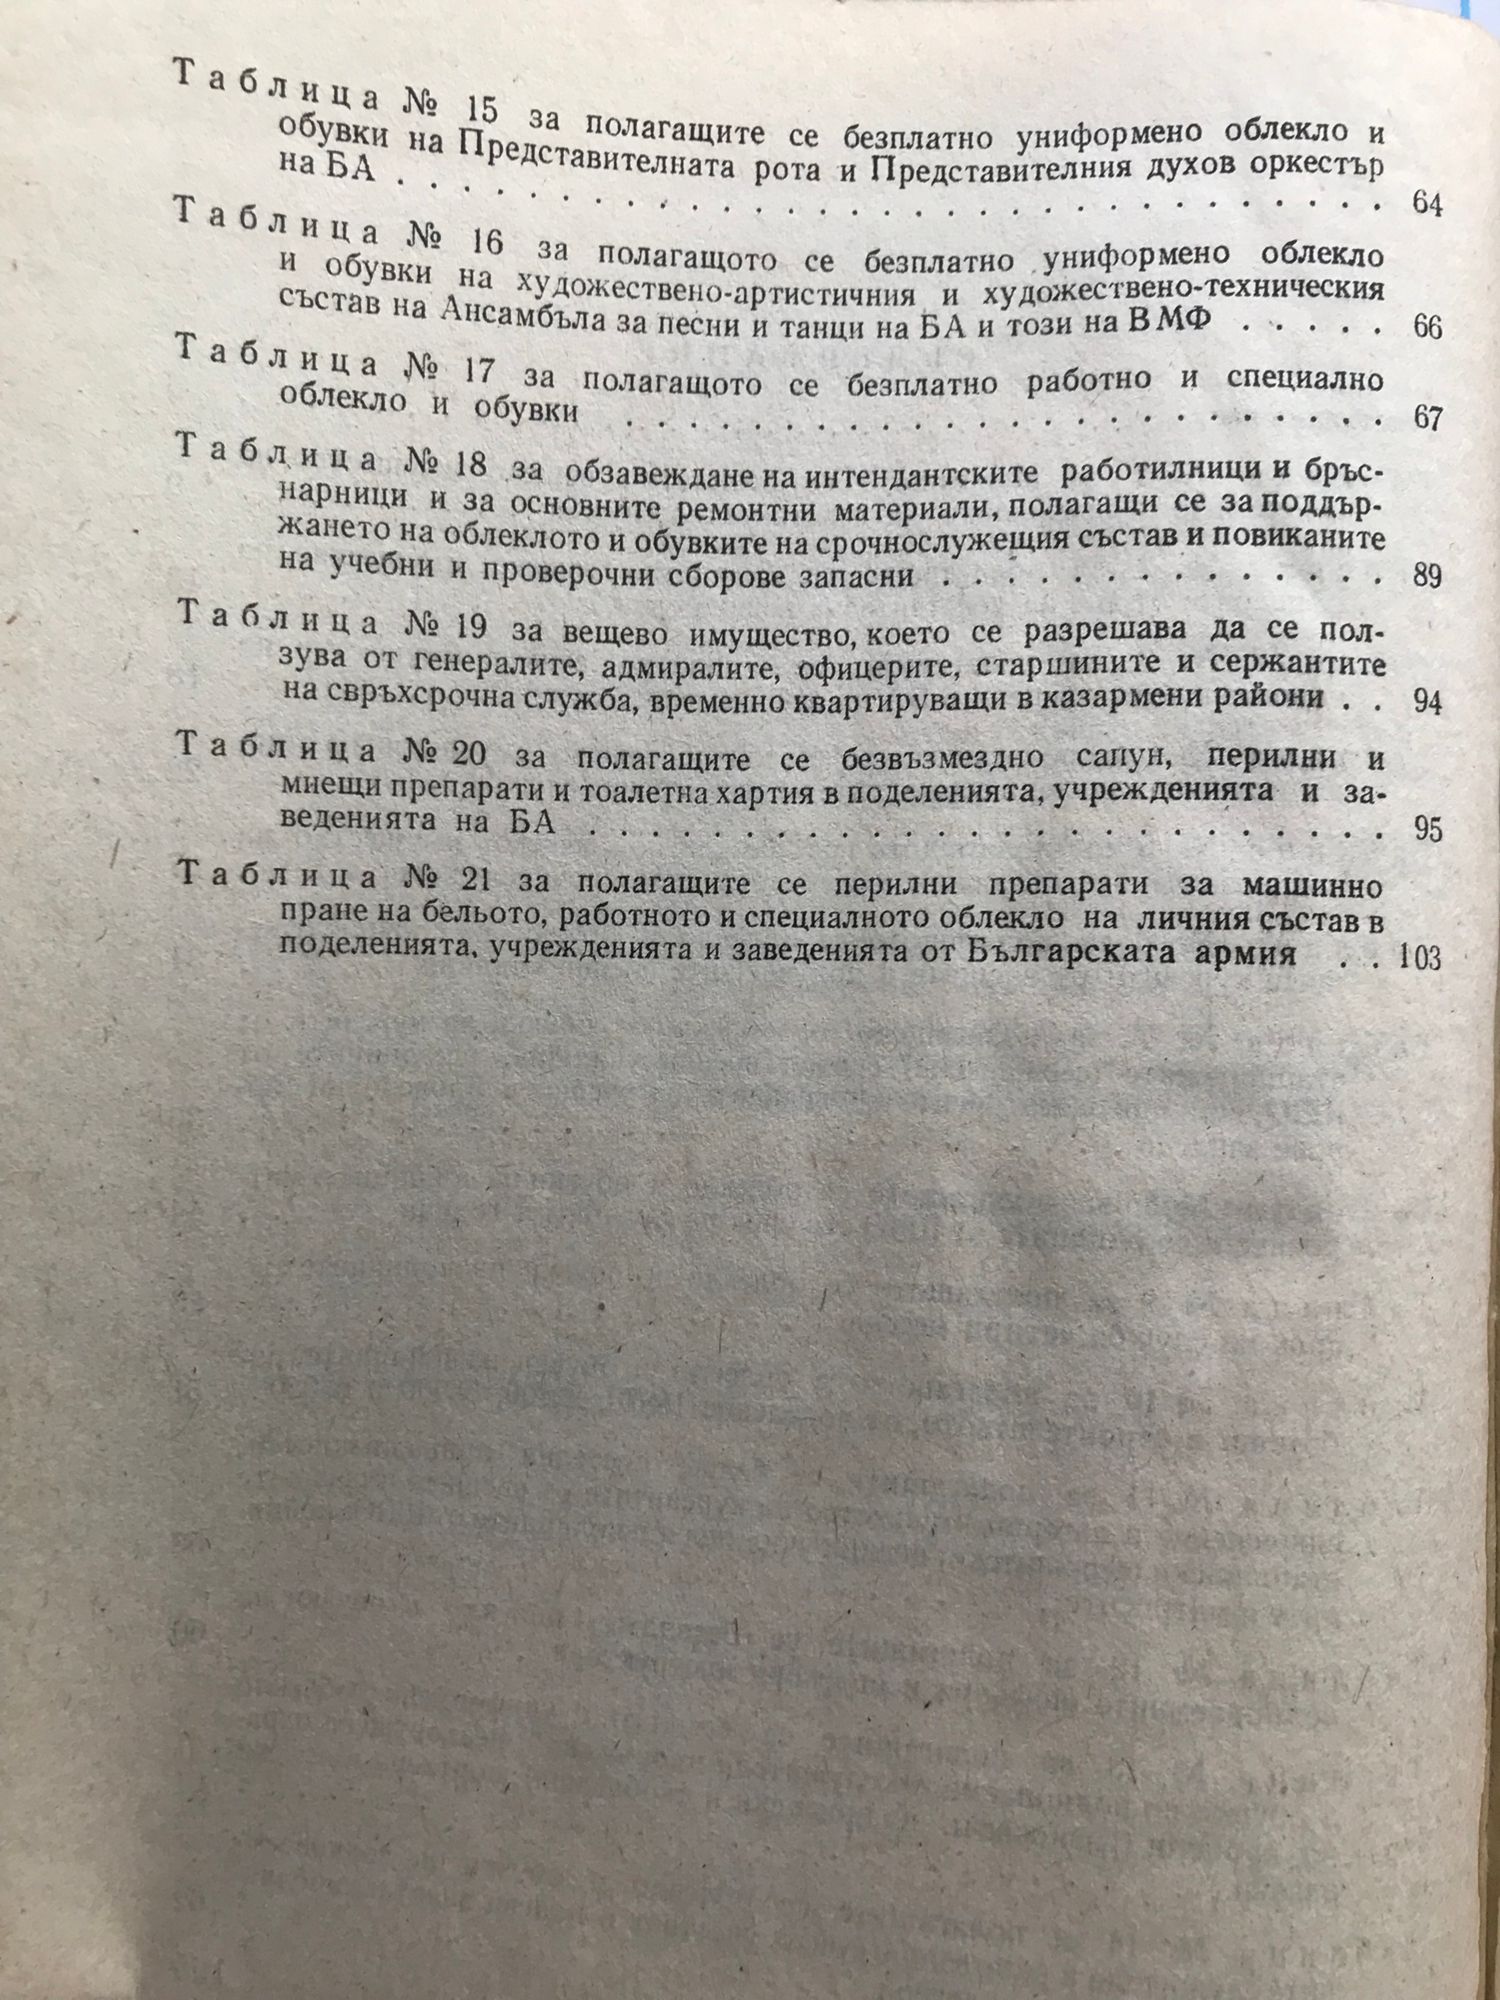 Таблица № 15 за полагащите се безплатно униформено облекло и
обувки на Представителната рота и Представителния духов оркестър
на БА . . . . . . . . . . . . . . . . . . . . . . . . 64
Таблица № 16 за полагащото се безплатно униформено облекло
и обувки на художествено-артистичния и художествено-техническия
състав на Ансамбъла за песни и танци на БА и този на ВМФ . . . . . 66
Таблица № 17 за полагащото се безплатно работно и специално
облекло и обувки . . . . . . . . . . . . . . . . . . . . . . . . 67
Таблица № 18 за обзавеждане на интендантските работилници и бръс-
нарници и за основните ремонтни материали, полагащи се за поддър-
жането на облеклото и обувките на срочнослужещия състав и повиканите
на учебни и проверочни сборове запасни . . . . . . . . . . . . . . 89
Таблица № 19 за вещево имущество, което се разрешава да се пол-
зува от генералите, адмиралите, офицерите, старшините и сержантите
на свръхсрочна служба, временно квартируващи в казармени райони . . 94
Таблица № 20 за полагащите се безвъзмездно сапун, перилни и
миещи препарати и тоалетна хартия в поделенията, учрежденията и за-
веденията на БА . . . . . . . . . . . . . . . . . . . . . . . . 95
Таблица № 21 за полагащите се перилни препарати за машинно
пране на бельото, работното и специалното облекло на личния състав в
поделенията, учрежденията и заведенията от Българската армия . . 103